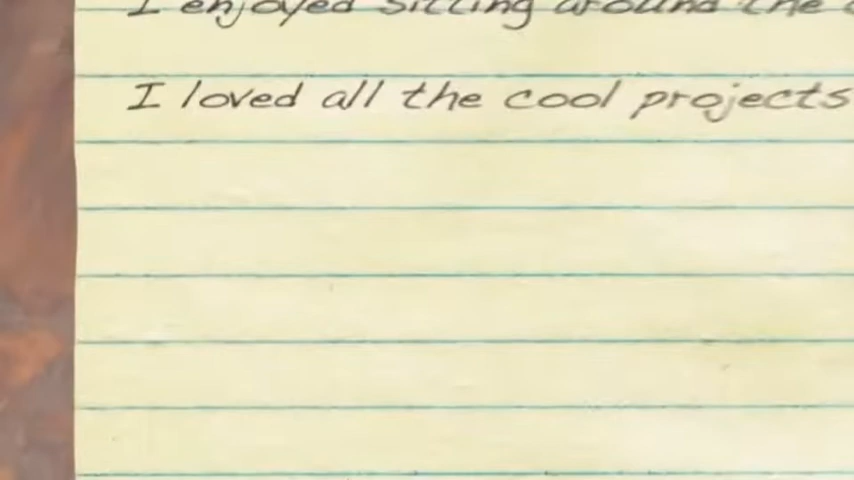 I enjoyed sitting around the
I loved all the cool projects